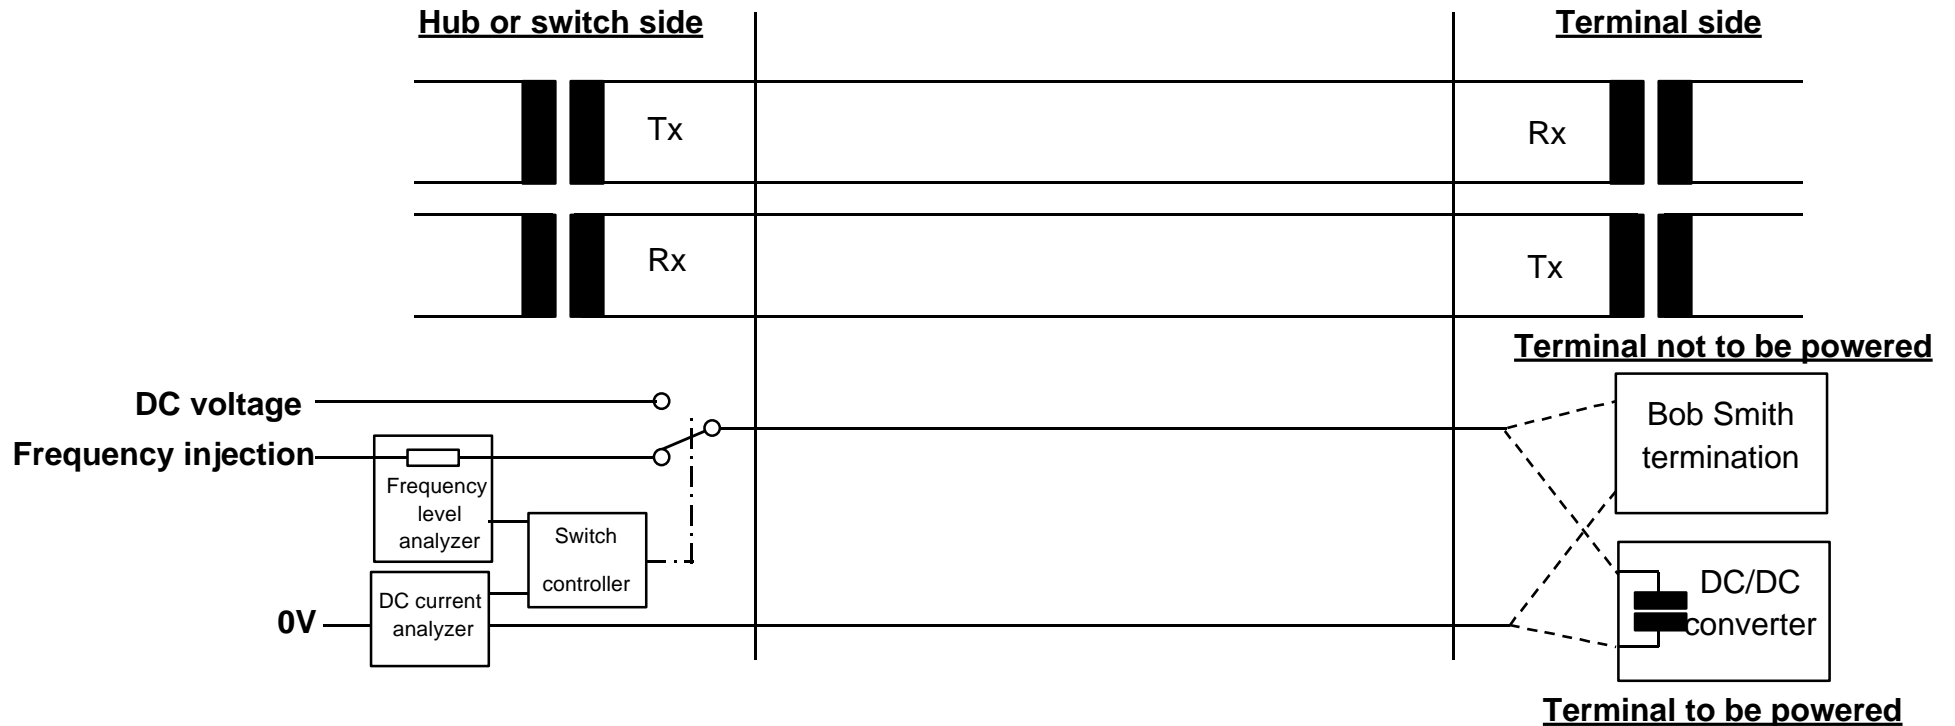 Hub or switch side
Terminal side
Tx
Rx
Rx
Tx
Terminal not to be powered
DC voltage
Frequency injection
Frequency
level
analyzer
Switch
controller
0V
DC current
analyzer
Bob Smith
termination
DC/DC
converter
Terminal to be powered